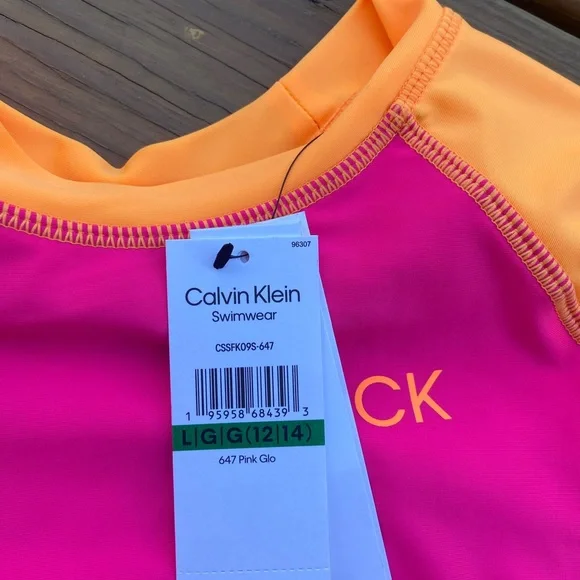 96307
Calvin Klein
Swimwear
CSSFK09S-647
1 95958 68439 3
L|G|G(12|14)
647 Pink Glo
CK